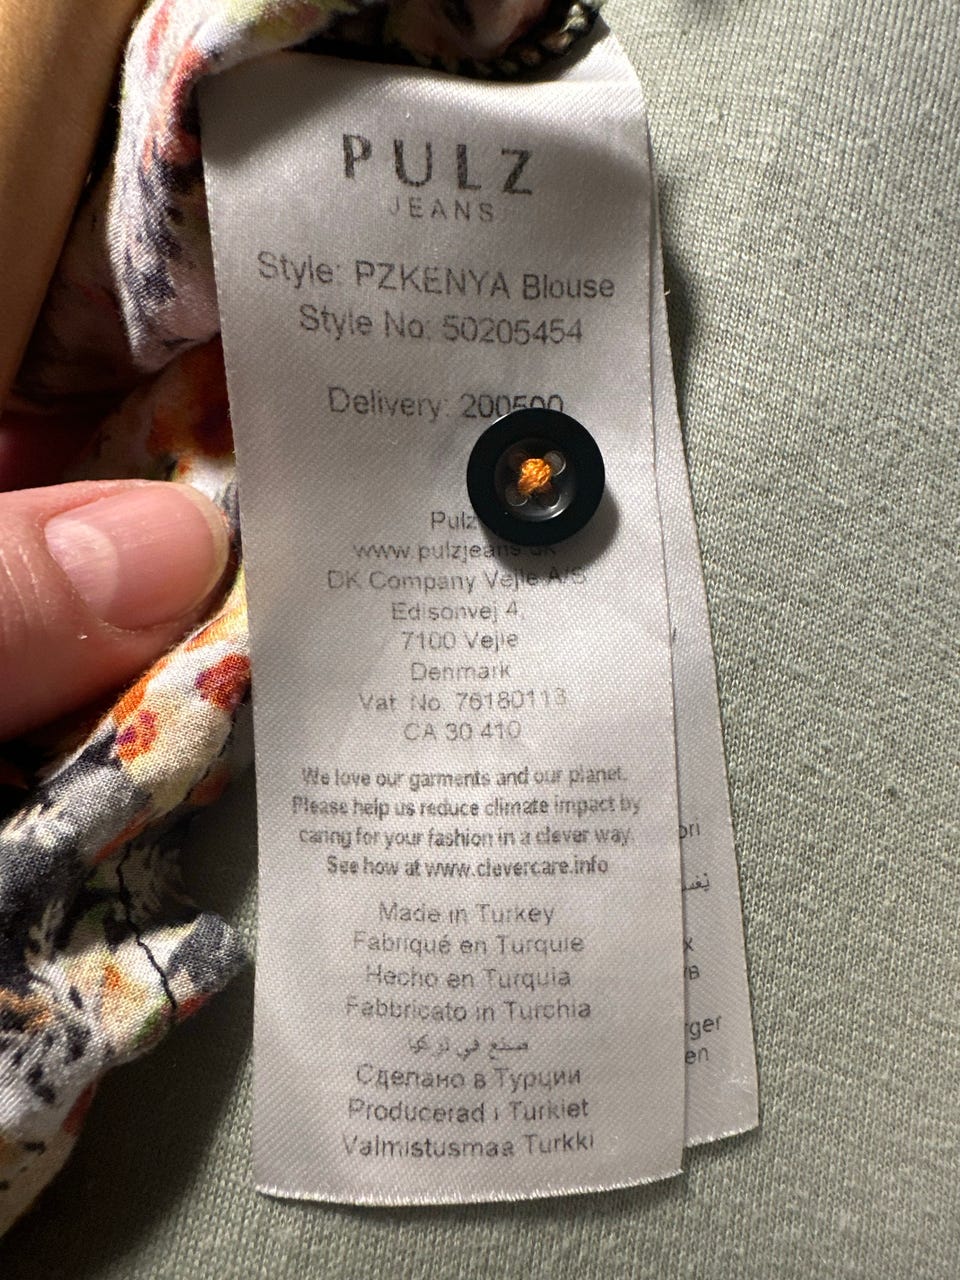 PULZ
JEANS
Style: PZKENYA Blouse
Style No: 50205454
Delivery: 200500
Pulz
www.pulzjeans.dk
DK Company Vejle A/S
Edisonvej 4,
7100 Vejle
Denmark
Vat. No. 76180113
CA 30 410
We love our garments and our planet.
Please help us reduce climate impact by
caring for your fashion in a clever way.
See how at www.clevercare.info
Made in Turkey
Fabriqué en Turquie
Hecho en Turquia
Fabbricato in Turchia
صنع في تركيا
Сделано в Турции
Producerad i Turkiet
Valmistusmaa Turkki